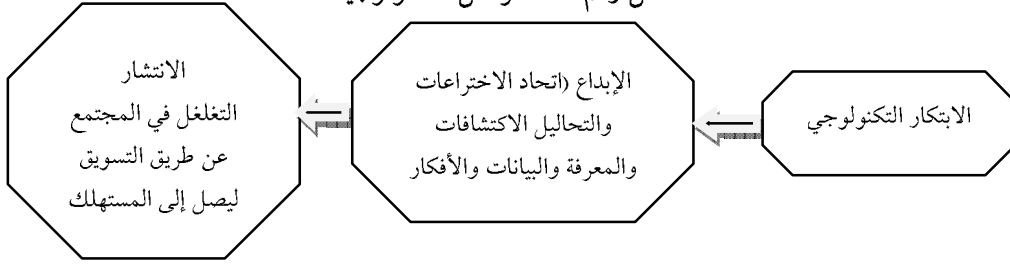 الابتكار التكنولوجي
الإبداع (اتحاد الاختراعات
والتحاليل الاكتشافات
والمعرفة والبيانات والأفكار
الانتشار
التغلغل في المجتمع
عن طريق التسويق
ليصل إلى المستهلك